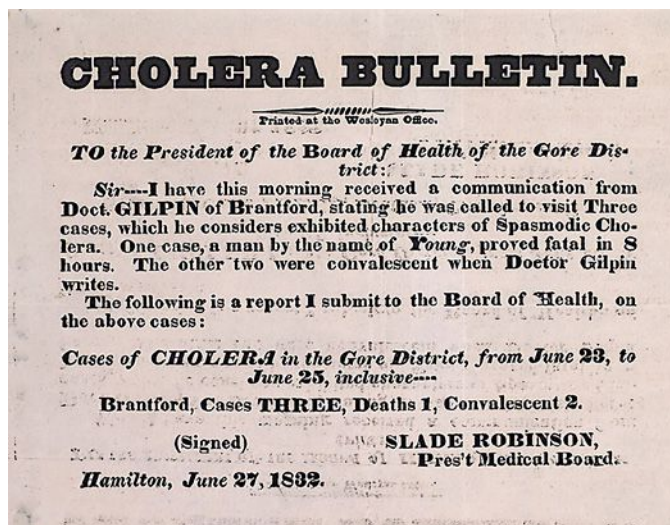 CHOLERA BULLETIN.
Printed at the Wesleyan Office.
TO the President of the Board of Health of the Gore Dis-
trict:
Sir----I have this morning received a communication from
Doct. GILPIN of Brantford, stating he was called to visit Three
cases, which he considers exhibited characters of Spasmodic Cho-
lera. One case, a man by the name of Young, proved fatal in 8
hours. The other two were convalescent when Doctor Gilpin
writes.
The following is a report I submit to the Board of Health, on
the above cases:
Cases of CHOLERA in the Gore District, from June 23, to
June 25, inclusive----
Brantford, Cases THREE, Deaths 1, Convalescent 2.
(Signed) SLADE ROBINSON,
Pres't Medical Board.
Hamilton, June 27, 1832.